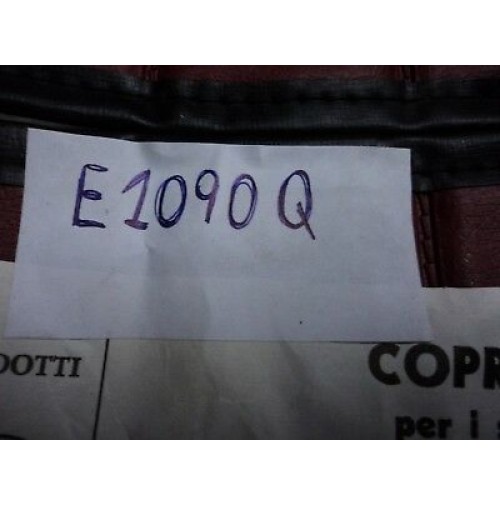 E1090Q
DOTTI
COPR
per i s